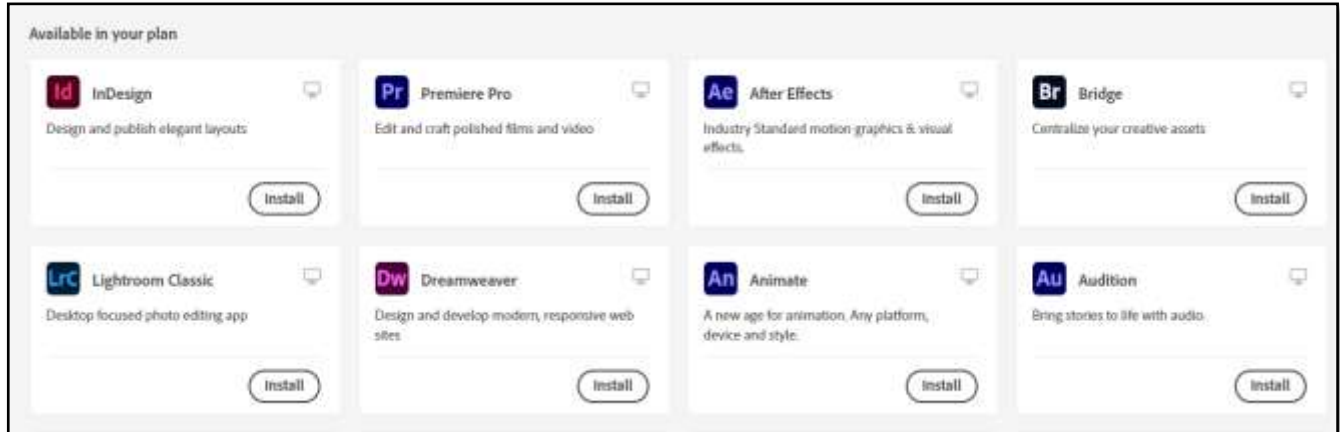 Available in your plan
Id InDesign
Design and publish elegant layouts
Install
Pr Premiere Pro
Edit and craft polished films and video
Install
Ae After Effects
Industry Standard motion graphics & visual
effects.
Install
Br Bridge
Centralize your creative assets
Install
LrC Lightroom Classic
Desktop focused photo editing app
Install
Dw Dreamweaver
Design and develop modern, responsive web
sites
Install
An Animate
A new age for animation. Any platform,
device and style.
Install
Au Audition
Bring stories to life with audio.
Install